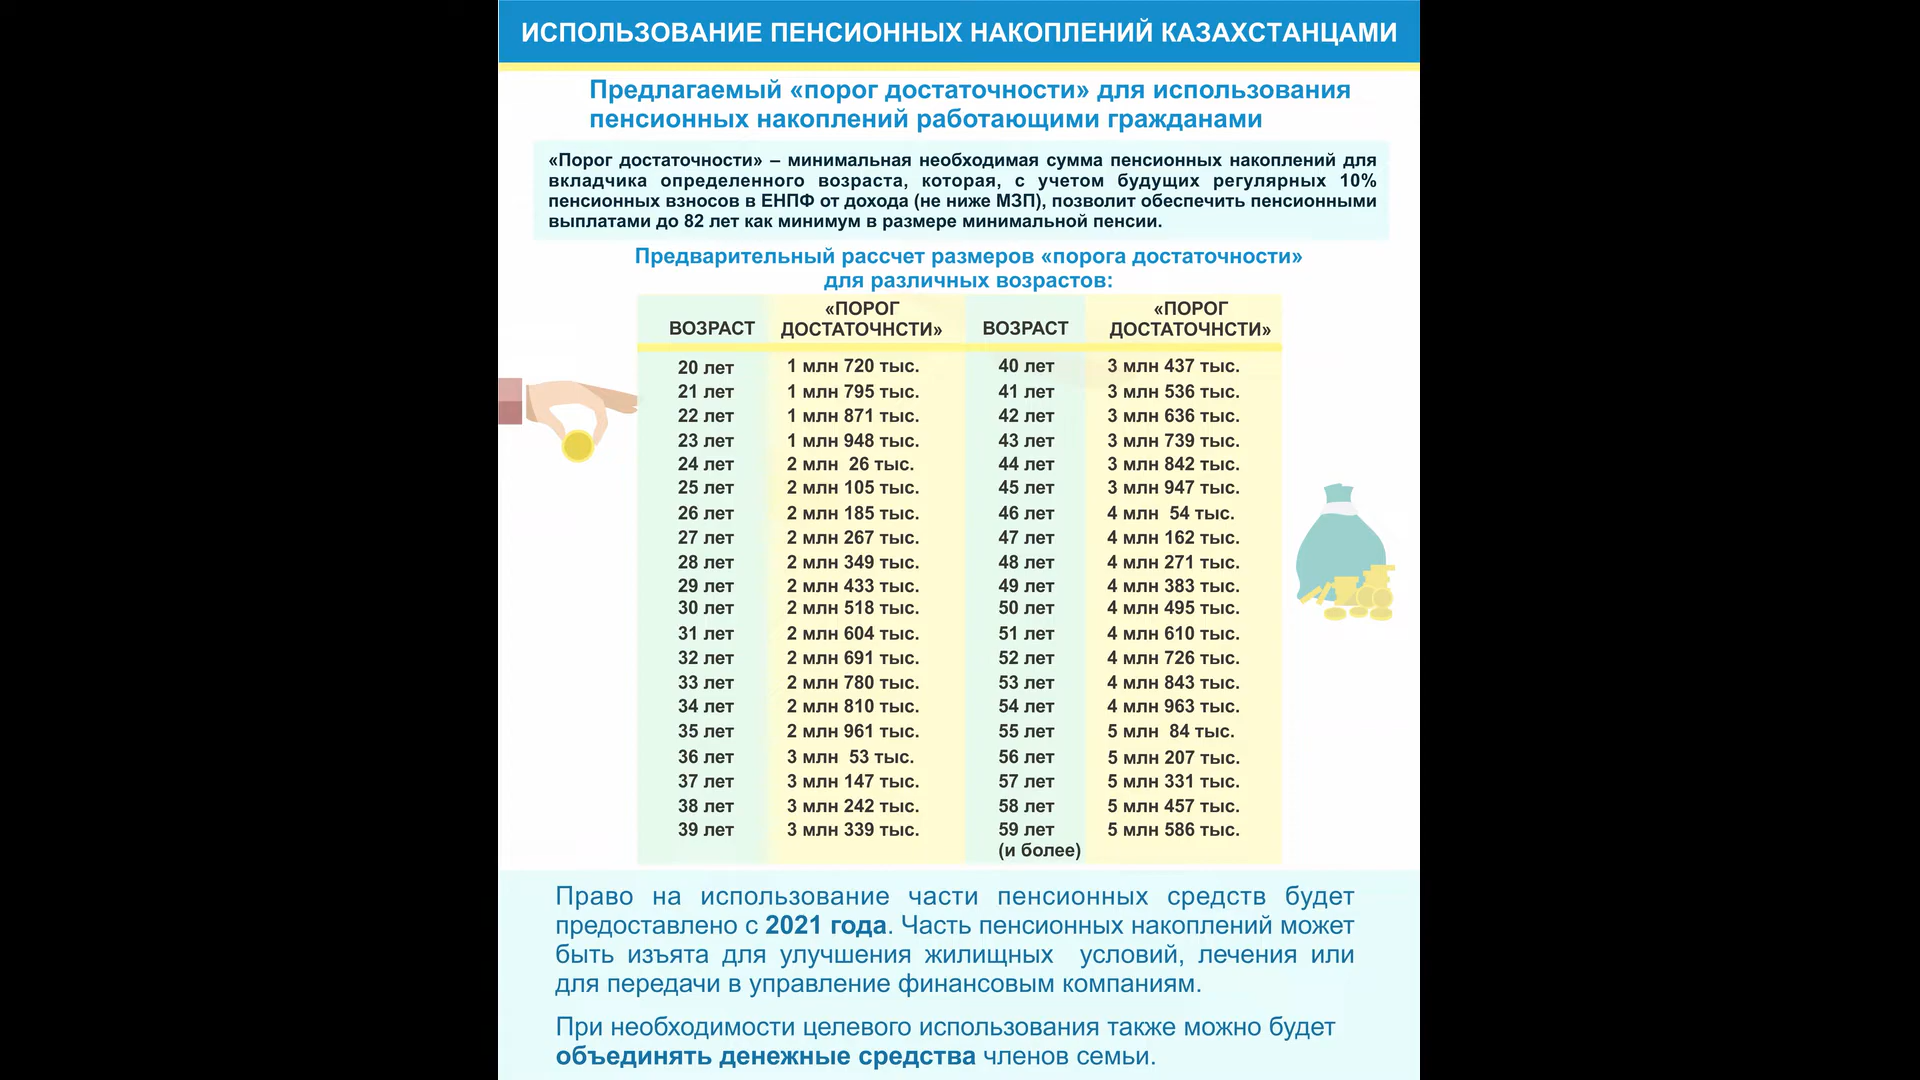 ИСПОЛЬЗОВАНИЕ ПЕНСИОННЫХ НАКОПЛЕНИЙ КАЗАХСТАНЦАМИ
Предлагаемый «порог достаточности» для использования
пенсионных накоплений работающими гражданами
«Порог достаточности» – минимальная необходимая сумма пенсионных накоплений для
вкладчика определенного возраста, которая, с учетом будущих регулярных 10%
пенсионных взносов в ЕНПФ от дохода (не ниже МЗП), позволит обеспечить пенсионными
выплатами до 82 лет как минимум в размере минимальной пенсии.
Предварительный рассчет размеров «порога достаточности»
для различных возрастов:
ВОЗРАСТ «ПОРОГ ДОСТАТОЧНСТИ» ВОЗРАСТ «ПОРОГ ДОСТАТОЧНСТИ»
20 лет 1 млн 720 тыс. 40 лет 3 млн 437 тыс.
21 лет 1 млн 795 тыс. 41 лет 3 млн 536 тыс.
22 лет 1 млн 871 тыс. 42 лет 3 млн 636 тыс.
23 лет 1 млн 948 тыс. 43 лет 3 млн 739 тыс.
24 лет 2 млн 26 тыс. 44 лет 3 млн 842 тыс.
25 лет 2 млн 105 тыс. 45 лет 3 млн 947 тыс.
26 лет 2 млн 185 тыс. 46 лет 4 млн 54 тыс.
27 лет 2 млн 267 тыс. 47 лет 4 млн 162 тыс.
28 лет 2 млн 349 тыс. 48 лет 4 млн 271 тыс.
29 лет 2 млн 433 тыс. 49 лет 4 млн 383 тыс.
30 лет 2 млн 518 тыс. 50 лет 4 млн 495 тыс.
31 лет 2 млн 604 тыс. 51 лет 4 млн 610 тыс.
32 лет 2 млн 691 тыс. 52 лет 4 млн 726 тыс.
33 лет 2 млн 780 тыс. 53 лет 4 млн 843 тыс.
34 лет 2 млн 810 тыс. 54 лет 4 млн 963 тыс.
35 лет 2 млн 961 тыс. 55 лет 5 млн 84 тыс.
36 лет 3 млн 53 тыс. 56 лет 5 млн 207 тыс.
37 лет 3 млн 147 тыс. 57 лет 5 млн 331 тыс.
38 лет 3 млн 242 тыс. 58 лет 5 млн 457 тыс.
39 лет 3 млн 339 тыс. 59 лет 5 млн 586 тыс.
(и более)
Право на использование части пенсионных средств будет
предоставлено с 2021 года. Часть пенсионных накоплений может
быть изъята для улучшения жилищных условий, лечения или
для передачи в управление финансовым компаниям.
При необходимости целевого использования также можно будет
объединять денежные средства членов семьи.